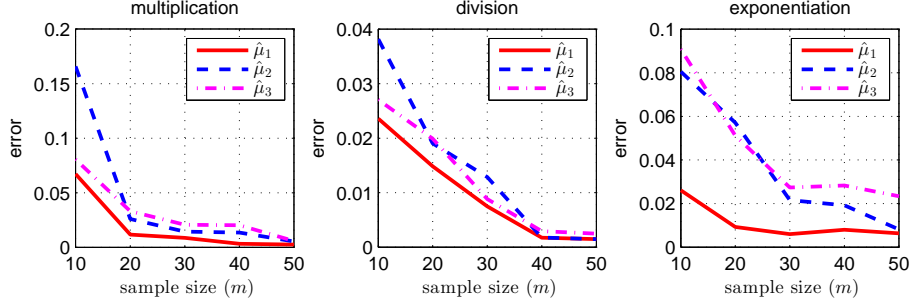 multiplication
error
0.2
0.15
0.1
0.05
0
10 20 30 40 50
sample size (m)
μ̂₁
μ̂₂
μ̂₃
division
error
0.04
0.03
0.02
0.01
0
10 20 30 40 50
sample size (m)
μ̂₁
μ̂₂
μ̂₃
exponentiation
error
0.1
0.08
0.06
0.04
0.02
0
10 20 30 40 50
sample size (m)
μ̂₁
μ̂₂
μ̂₃